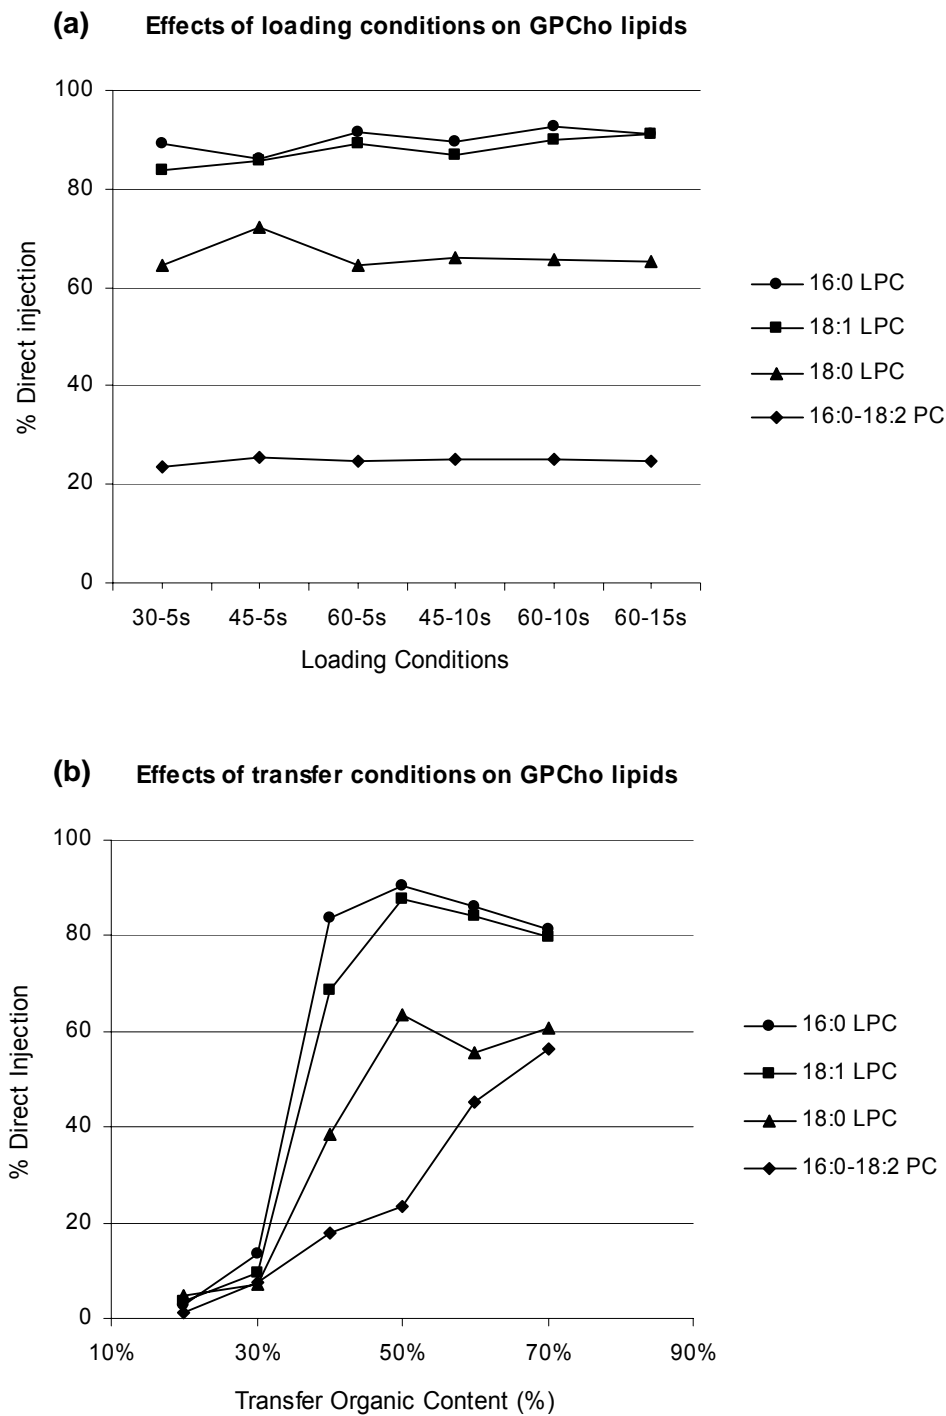 (a) Effects of loading conditions on GPCho lipids
100
80
60
40
20
0
% Direct injection
30-5s 45-5s 60-5s 45-10s 60-10s 60-15s
Loading Conditions
16:0 LPC
18:1 LPC
18:0 LPC
16:0-18:2 PC
(b) Effects of transfer conditions on GPCho lipids
100
80
60
40
20
0
% Direct Injection
10% 30% 50% 70% 90%
Transfer Organic Content (%)
16:0 LPC
18:1 LPC
18:0 LPC
16:0-18:2 PC